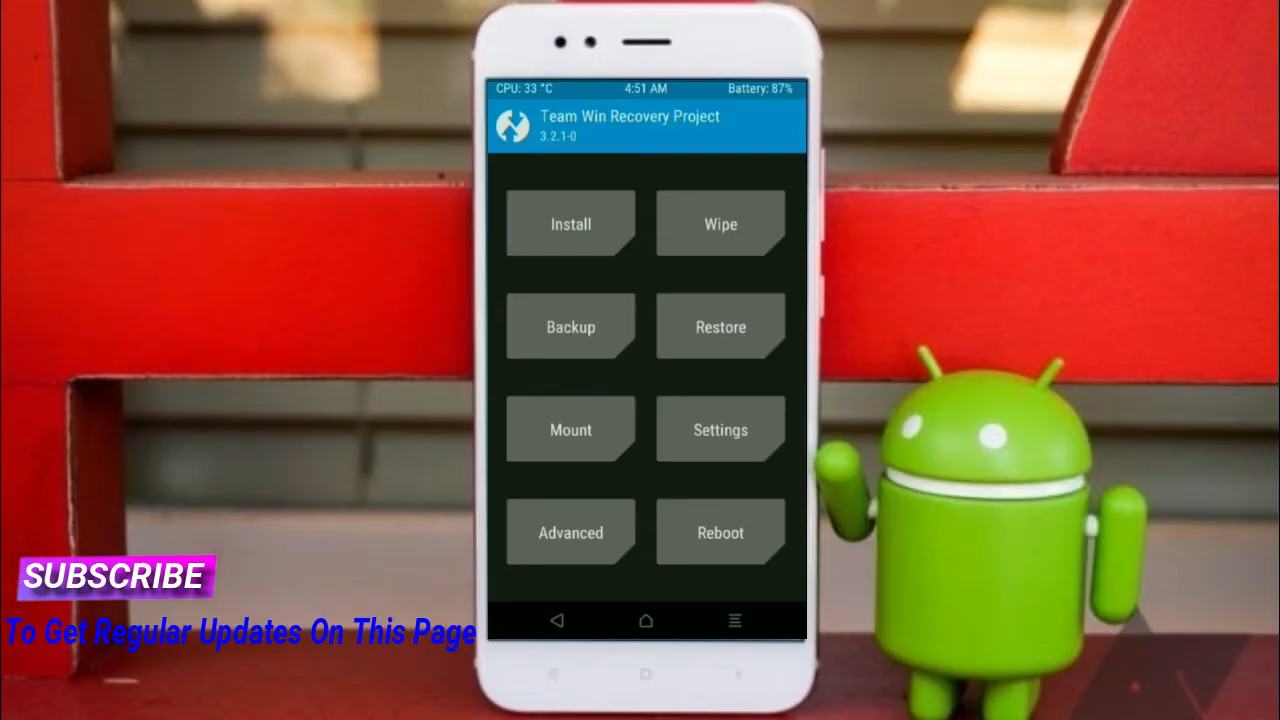 CPU: 33 °C 4:51 AM Battery: 87%
Team Win Recovery Project
3.2.1-0
Install Wipe
Backup Restore
Mount Settings
Advanced Reboot
SUBSCRIBE
To Get Regular Updates On This Page